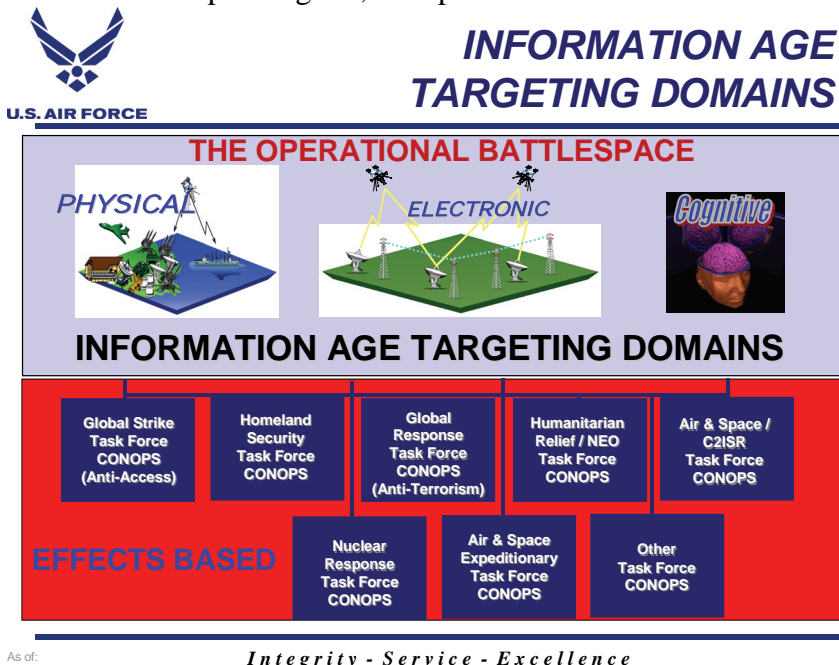 INFORMATION AGE
TARGETING DOMAINS
U.S. AIR FORCE
THE OPERATIONAL BATTLESPACE
PHYSICAL
ELECTRONIC
Cognitive
INFORMATION AGE TARGETING DOMAINS
Global Strike
Task Force
CONOPS
(Anti-Access)
Homeland
Security
Task Force
CONOPS
Global
Response
Task Force
CONOPS
(Anti-Terrorism)
Humanitarian
Relief / NEO
Task Force
CONOPS
Air & Space /
C2ISR
Task Force
CONOPS
EFFECTS BASED
Nuclear
Response
Task Force
CONOPS
Air & Space
Expeditionary
Task Force
CONOPS
Other
Task Force
CONOPS
As of:
Integrity - Service - Excellence